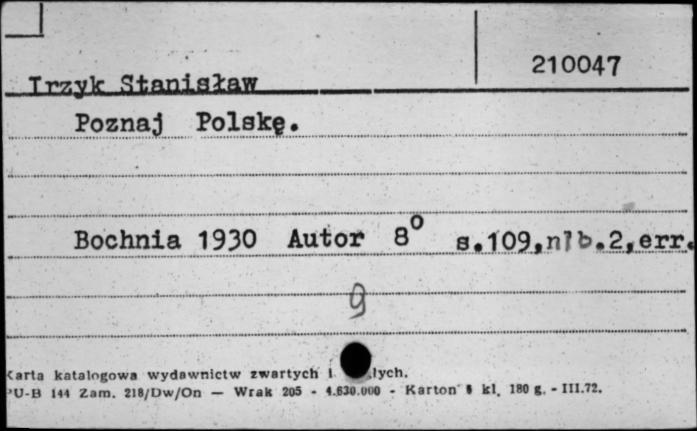 210047
Trzyk Stanisław
Poznaj Polskę.
Bochnia 1930 Autor 8° s.109,nlb.2,err.
9
Karta katalogowa wydawnictw zwartych i
PU-B 144 Zam. 218/Dw/On — Wrak 205 - 4.630.000 - Karton kl. 180 g. - III.72.